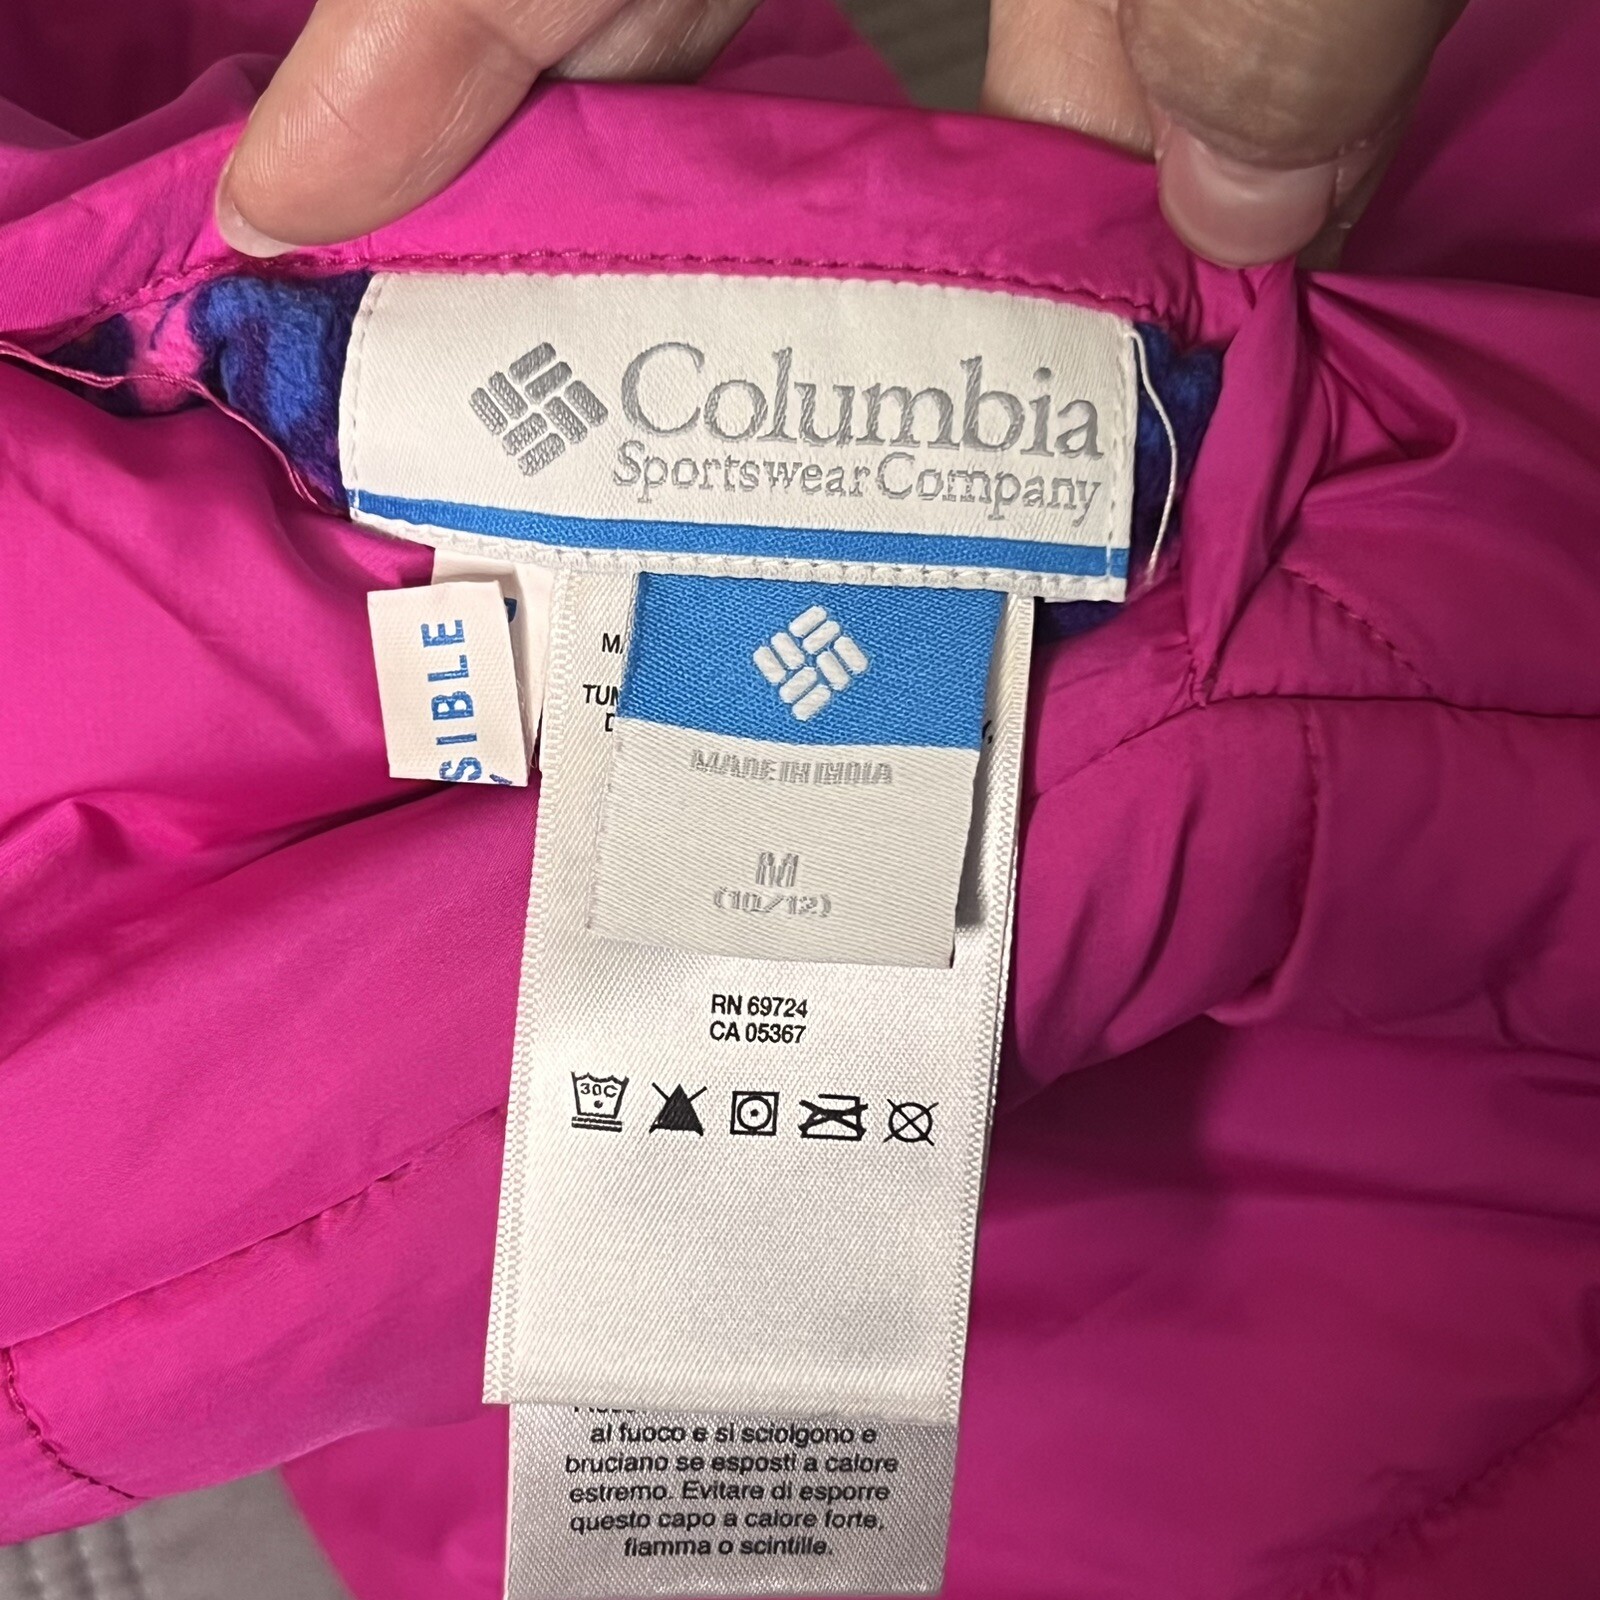 Columbia
Sportswear Company
SIBLE
MADE IN INDIA
M
(10/12)
RN 69724
CA 05367
30C
al fuoco e si sciolgono e
bruciano se esposti a calore
estremo. Evitare di esporre
questo capo a calore forte,
fiamma o scintille.